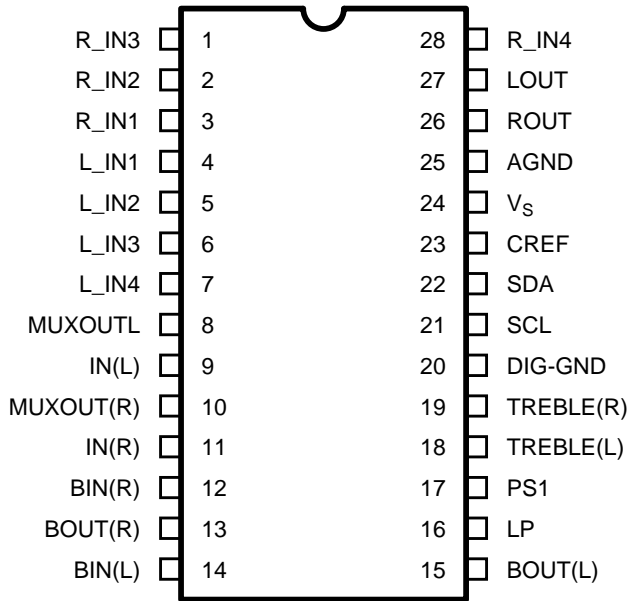 R_IN3 1 28 R_IN4
R_IN2 2 27 LOUT
R_IN1 3 26 ROUT
L_IN1 4 25 AGND
L_IN2 5 24 VS
L_IN3 6 23 CREF
L_IN4 7 22 SDA
MUXOUTL 8 21 SCL
IN(L) 9 20 DIG-GND
MUXOUT(R) 10 19 TREBLE(R)
IN(R) 11 18 TREBLE(L)
BIN(R) 12 17 PS1
BOUT(R) 13 16 LP
BIN(L) 14 15 BOUT(L)